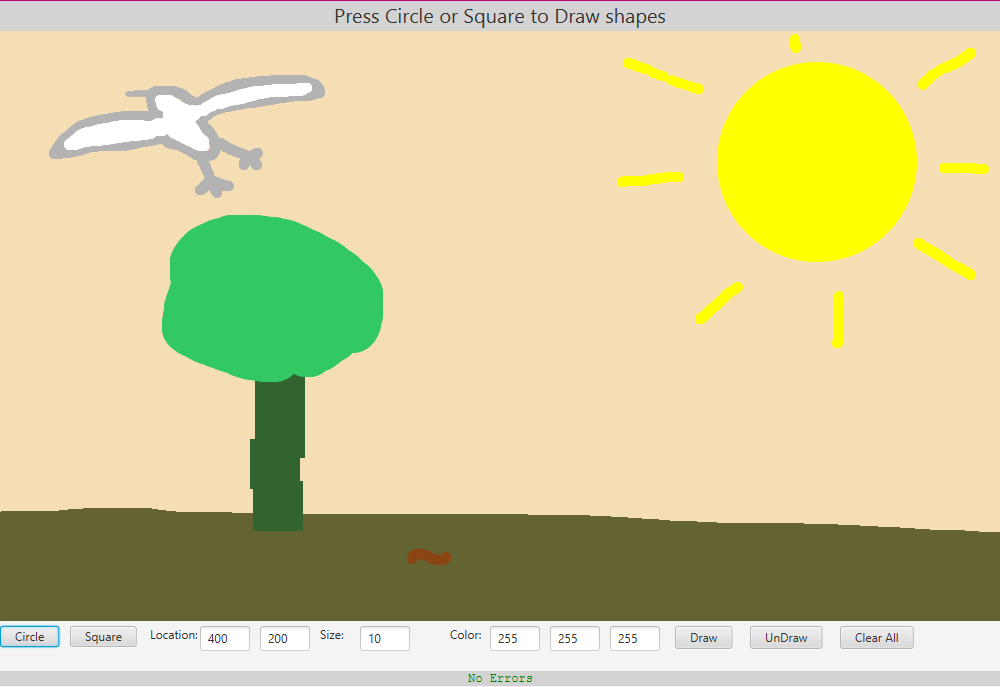 Press Circle or Square to Draw shapes
Circle Square Location: 400 200 Size: 10 Color: 255 255 255 Draw UnDraw Clear All
No Errors